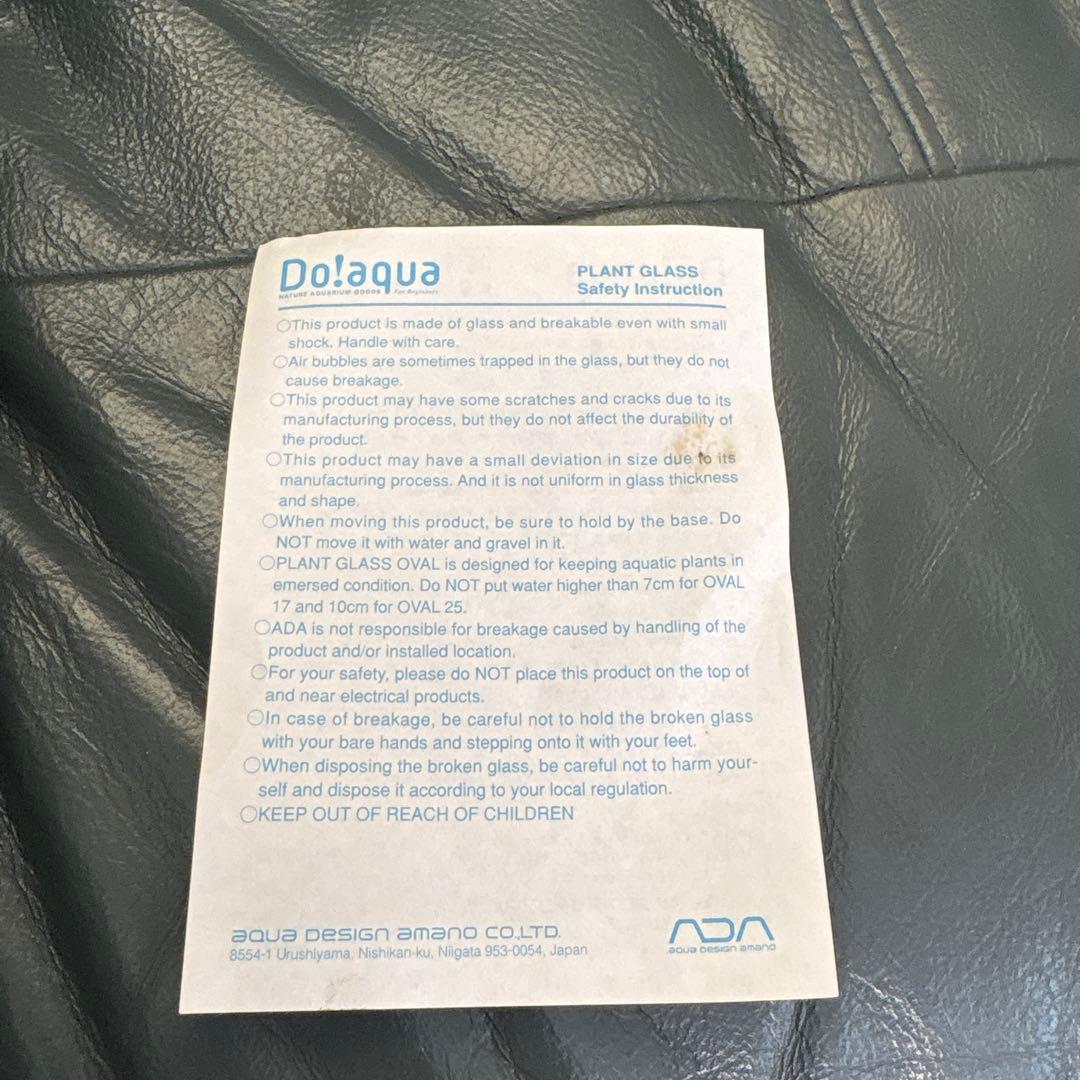 Do!aqua
NATURE AQUARIUM GOODS For Beginners
PLANT GLASS
Safety Instruction
○This product is made of glass and breakable even with small
shock. Handle with care.
○Air bubbles are sometimes trapped in the glass, but they do not
cause breakage.
○This product may have some scratches and cracks due to its
manufacturing process, but they do not affect the durability of
the product.
○This product may have a small deviation in size due to its
manufacturing process. And it is not uniform in glass thickness
and shape.
○When moving this product, be sure to hold by the base. Do
NOT move it with water and gravel in it.
○PLANT GLASS OVAL is designed for keeping aquatic plants in
emersed condition. Do NOT put water higher than 7cm for OVAL
17 and 10cm for OVAL 25.
○ADA is not responsible for breakage caused by handling of the
product and/or installed location.
○For your safety, please do NOT place this product on the top of
and near electrical products.
○In case of breakage, be careful not to hold the broken glass
with your bare hands and stepping onto it with your feet.
○When disposing the broken glass, be careful not to harm your-
self and dispose it according to your local regulation.
○KEEP OUT OF REACH OF CHILDREN
AQUA DESIGN AMANO CO.,LTD.
8554-1 Urushiyama, Nishikan-ku, Niigata 953-0054, Japan
ADA
AQUA DESIGN AMANO